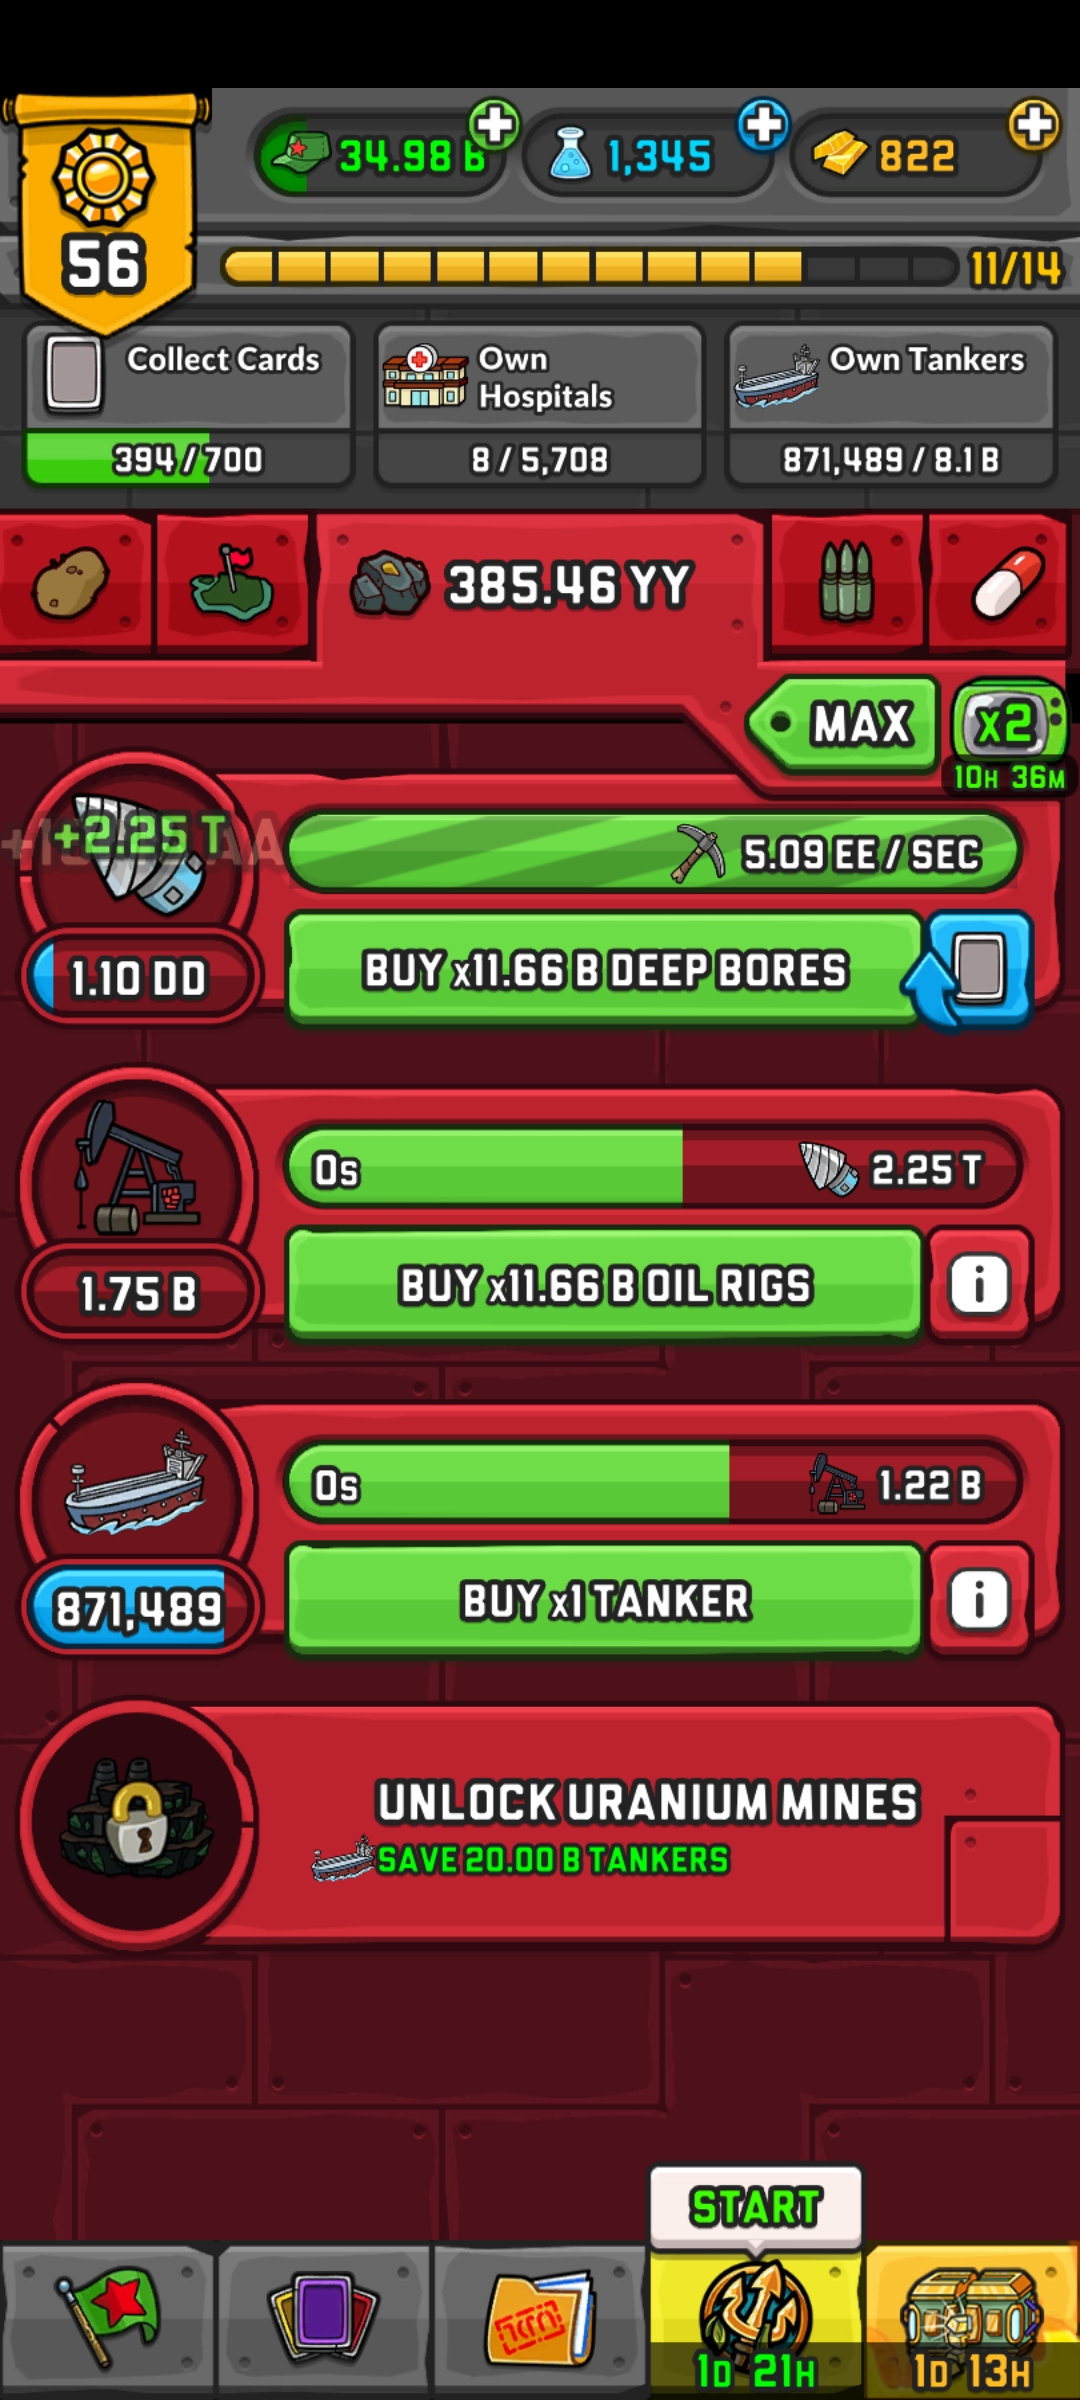 34.98 B
1,345
822
56
11/14
Collect Cards
394/700
Own
Hospitals
8/5,708
Own Tankers
871,489/8.1 B
385.46 YY
MAX
x2
10H 36M
+2.25 T
5.09 EE/SEC
1.10 DD
BUY x11.66 B DEEP BORES
0s
2.25 T
1.75 B
BUY x11.66 B OIL RIGS
0s
1.22 B
871,489
BUY x1 TANKER
UNLOCK URANIUM MINES
SAVE 20.00 B TANKERS
START
1D 21H
1D 13H